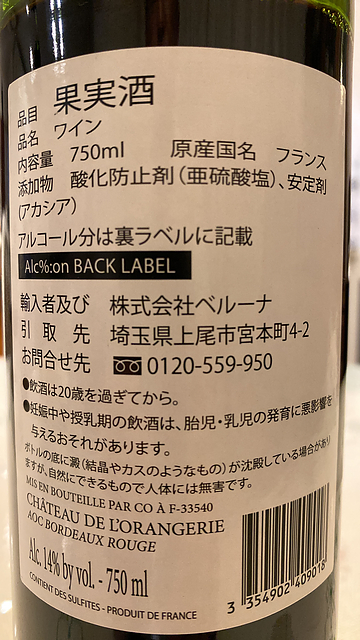 品目 果実酒
品名 ワイン
内容量 750ml 原産国名 フランス
添加物 酸化防止剤(亜硫酸塩)、安定剤
(アカシア)
アルコール分は裏ラベルに記載
Alc%:on BACK LABEL
輸入者及び 株式会社ベルーナ
引取先 埼玉県上尾市宮本町4-2
お問合せ先 0120-559-950
●飲酒は20歳を過ぎてから。
●妊娠中や授乳期の飲酒は、胎児・乳児の発育に悪影響を
与えるおそれがあります。
ボトルの底に澱(結晶やカスのようなもの)が沈殿している場合があり
ますが、自然にできるもので人体には無害です。
MIS EN BOUTEILLE PAR CO À F-33540
CHÂTEAU DE L'ORANGERIE
AOC BORDEAUX ROUGE
Alc. 14% by vol. - 750 ml
CONTIENT DES SULFITES - PRODUIT DE FRANCE
3 354902 409018